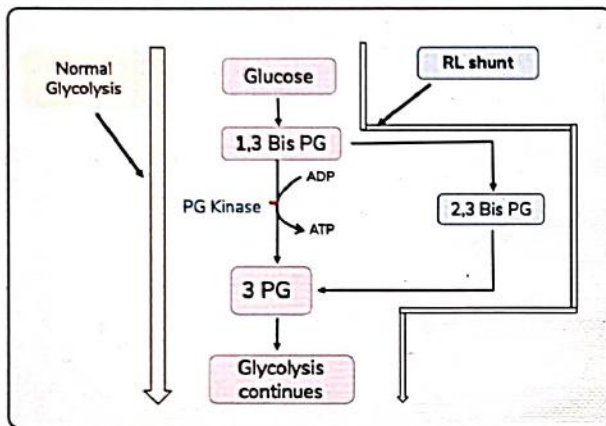 Normal
Glycolysis
Glucose
RL shunt
1,3 Bis PG
ADP
PG Kinase
2,3 Bis PG
ATP
3 PG
Glycolysis
continues